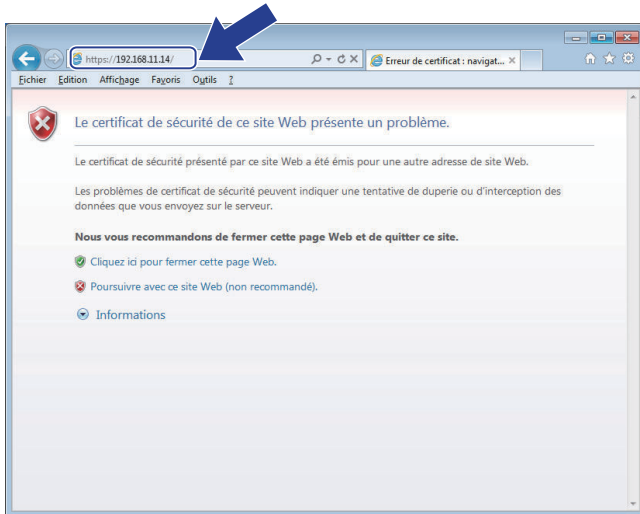 https://192.168.11.14/
Erreur de certificat : navigat...
Fichier Edition Affichage Favoris Outils ?
Le certificat de sécurité de ce site Web présente un problème.
Le certificat de sécurité présenté par ce site Web a été émis pour une autre adresse de site Web.
Les problèmes de certificat de sécurité peuvent indiquer une tentative de duperie ou d'interception des
données que vous envoyez sur le serveur.
Nous vous recommandons de fermer cette page Web et de quitter ce site.
Cliquez ici pour fermer cette page Web.
Poursuivre avec ce site Web (non recommandé).
Informations